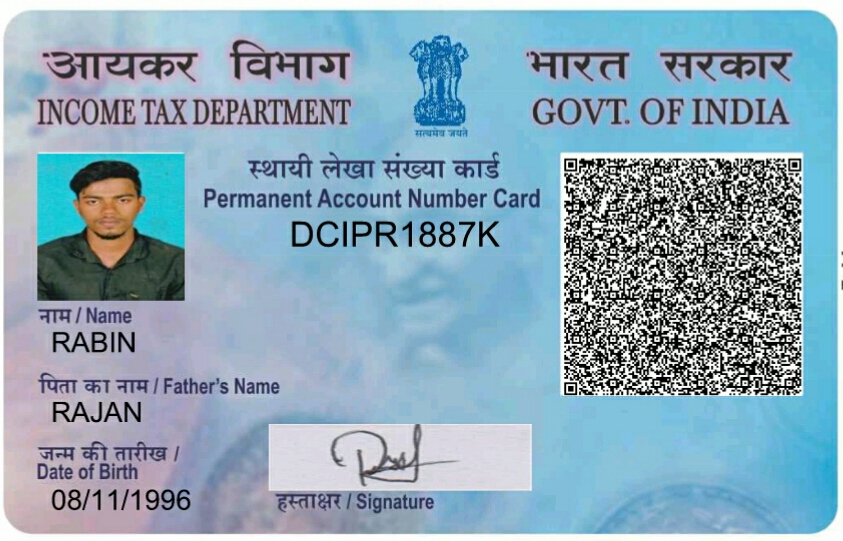 आयकर विभाग
INCOME TAX DEPARTMENT
सत्यमेव जयते
भारत सरकार
GOVT. OF INDIA
स्थायी लेखा संख्या कार्ड
Permanent Account Number Card
DCIPR1887K
नाम / Name
RABIN
पिता का नाम / Father's Name
RAJAN
जन्म की तारीख /
Date of Birth
08/11/1996
हस्ताक्षर / Signature